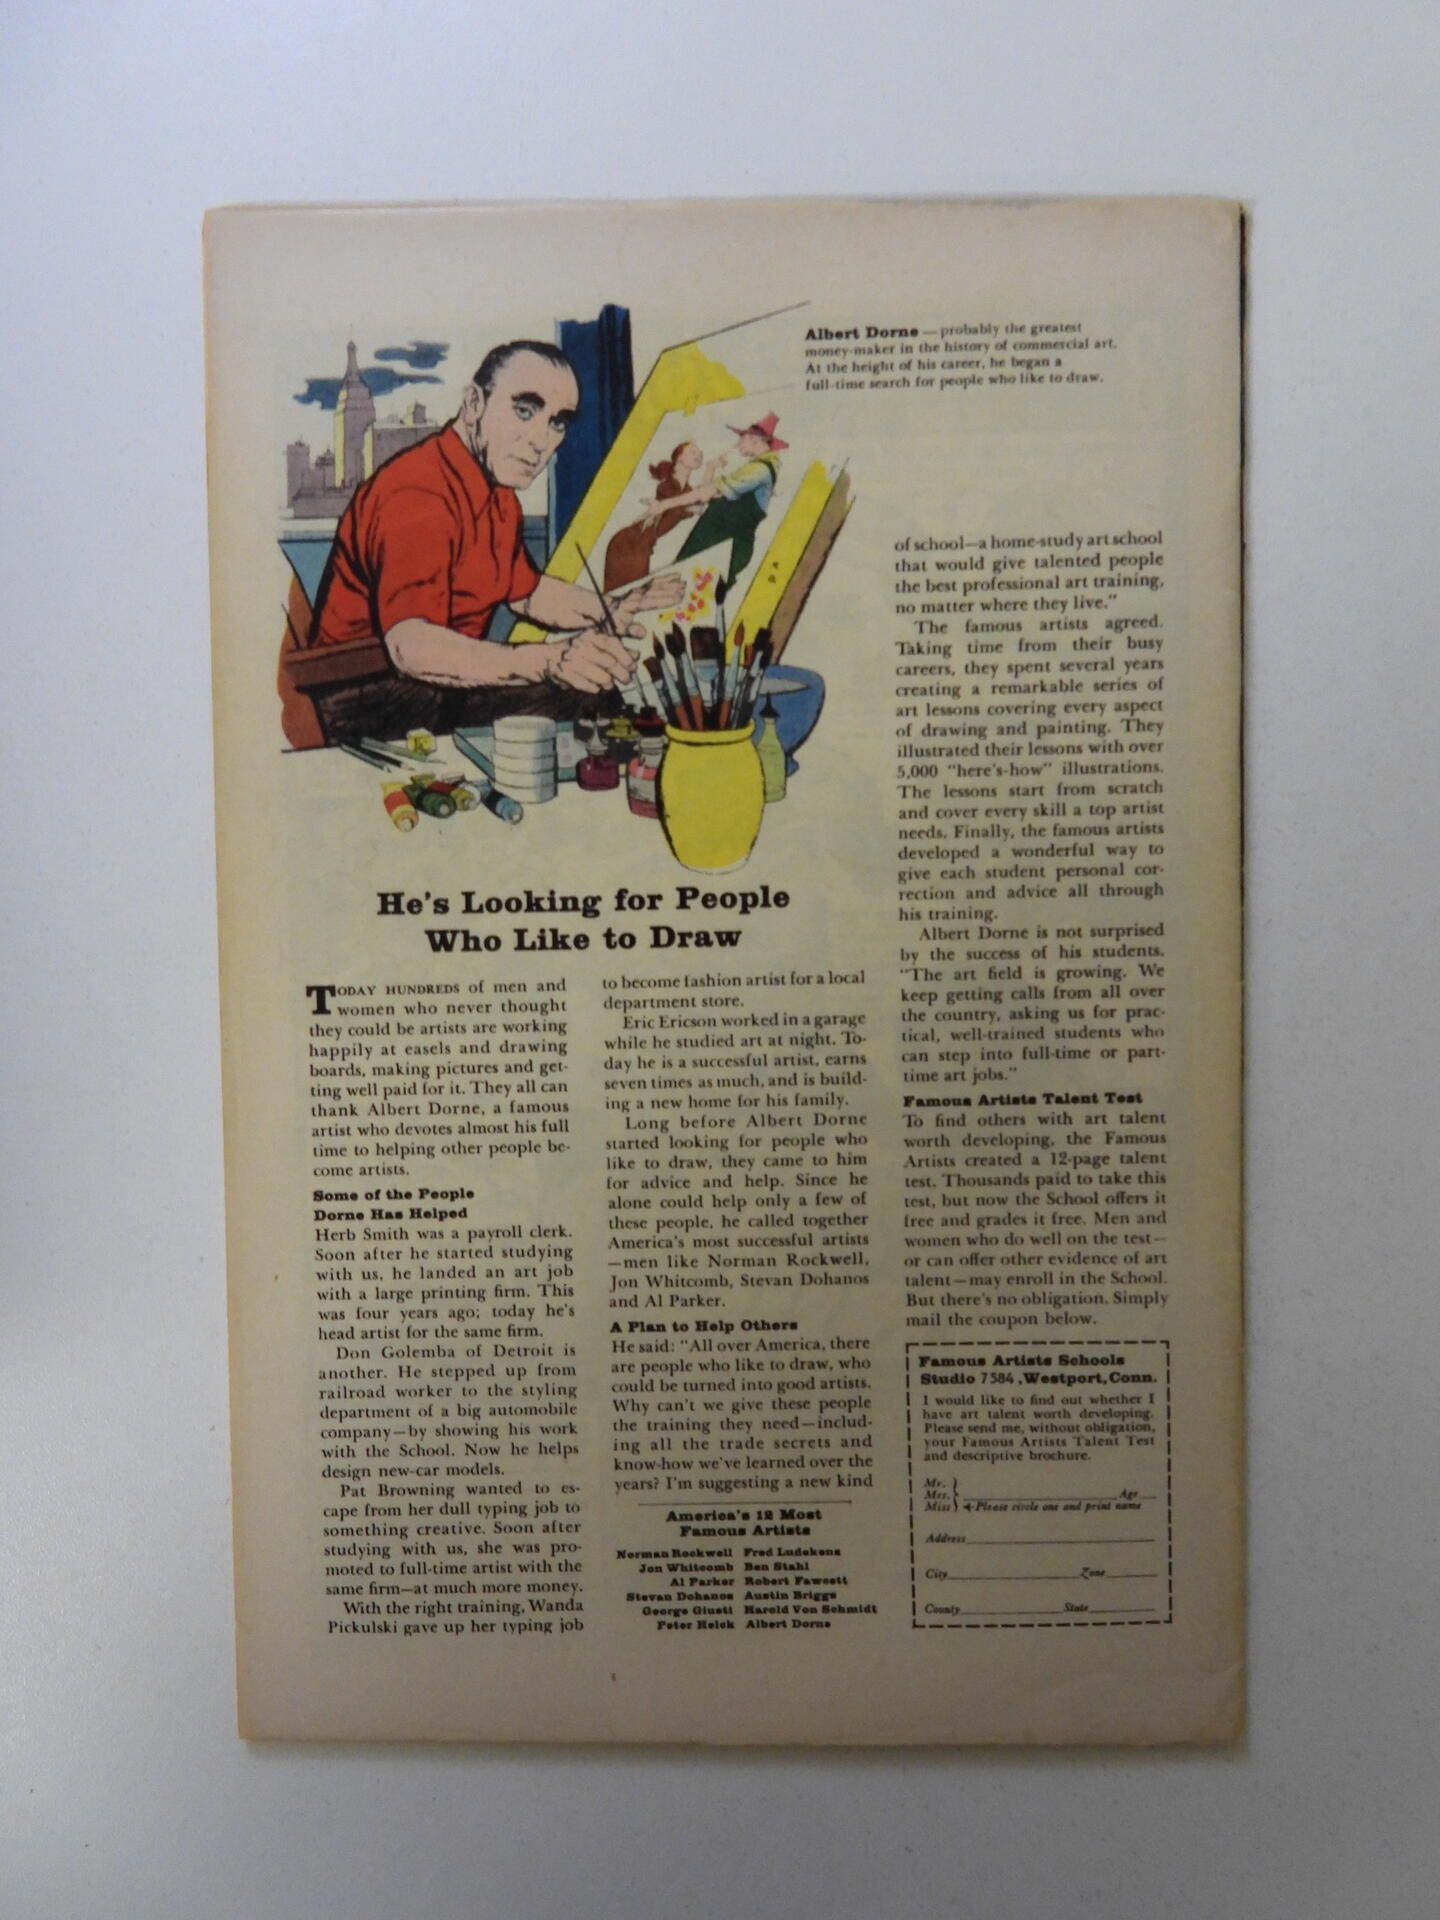 Albert Dorne — probably the greatest
money-maker in the history of commercial art.
At the height of his career, he began a
full-time search for people who like to draw.
He's Looking for People
Who Like to Draw
TODAY HUNDREDS of men and
women who never thought
they could be artists are working
happily at easels and drawing
boards, making pictures and get-
ting well paid for it. They all can
thank Albert Dorne, a famous
artist who devotes almost his full
time to helping other people be-
come artists.
Some of the People
Dorne Has Helped
Herb Smith was a payroll clerk.
Soon after he started studying
with us, he landed an art job
with a large printing firm. This
was four years ago; today he's
head artist for the same firm.
Don Golemba of Detroit is
another. He stepped up from
railroad worker to the styling
department of a big automobile
company—by showing his work
with the School. Now he helps
design new-car models.
Pat Browning wanted to es-
cape from her dull typing job to
something creative. Soon after
studying with us, she was pro-
moted to full-time artist with the
same firm—at much more money.
With the right training, Wanda
Pickulski gave up her typing job
to become fashion artist for a local
department store.
Eric Ericson worked in a garage
while he studied art at night. To-
day he is a successful artist, earns
seven times as much, and is build-
ing a new home for his family.
Long before Albert Dorne
started looking for people who
like to draw, they came to him
for advice and help. Since he
alone could help only a few of
these people, he called together
America's most successful artists
—men like Norman Rockwell,
Jon Whitcomb, Stevan Dohanos
and Al Parker.
A Plan to Help Others
He said: "All over America, there
are people who like to draw, who
could be turned into good artists.
Why can't we give these people
the training they need—includ-
ing all the trade secrets and
know-how we've learned over the
years? I'm suggesting a new kind
America's 12 Most
Famous Artists
Norman Rockwell Fred Ludekens
Jon Whitcomb Ben Stahl
Al Parker Robert Fawcett
Stevan Dohanos Austin Briggs
George Giusti Harold Von Schmidt
Peter Helck Albert Dorne
of school—a home-study art school
that would give talented people
the best professional art training,
no matter where they live."
The famous artists agreed.
Taking time from their busy
careers, they spent several years
creating a remarkable series of
art lessons covering every aspect
of drawing and painting. They
illustrated their lessons with over
5,000 "here's-how" illustrations.
The lessons start from scratch
and cover every skill a top artist
needs. Finally, the famous artists
developed a wonderful way to
give each student personal cor-
rection and advice all through
his training.
Albert Dorne is not surprised
by the success of his students.
"The art field is growing. We
keep getting calls from all over
the country, asking us for prac-
tical, well-trained students who
can step into full-time or part-
time art jobs."
Famous Artists Talent Test
To find others with art talent
worth developing, the Famous
Artists created a 12-page talent
test. Thousands paid to take this
test, but now the School offers it
free and grades it free. Men and
women who do well on the test—
or can offer other evidence of art
talent—may enroll in the School.
But there's no obligation. Simply
mail the coupon below.
Famous Artists Schools
Studio 7584, Westport, Conn.
I would like to find out whether I
have art talent worth developing.
Please send me, without obligation,
your Famous Artists Talent Test
and descriptive brochure.
Mr.
Mrs. Age
Miss Please circle one and print name
Address
City Zone
County State